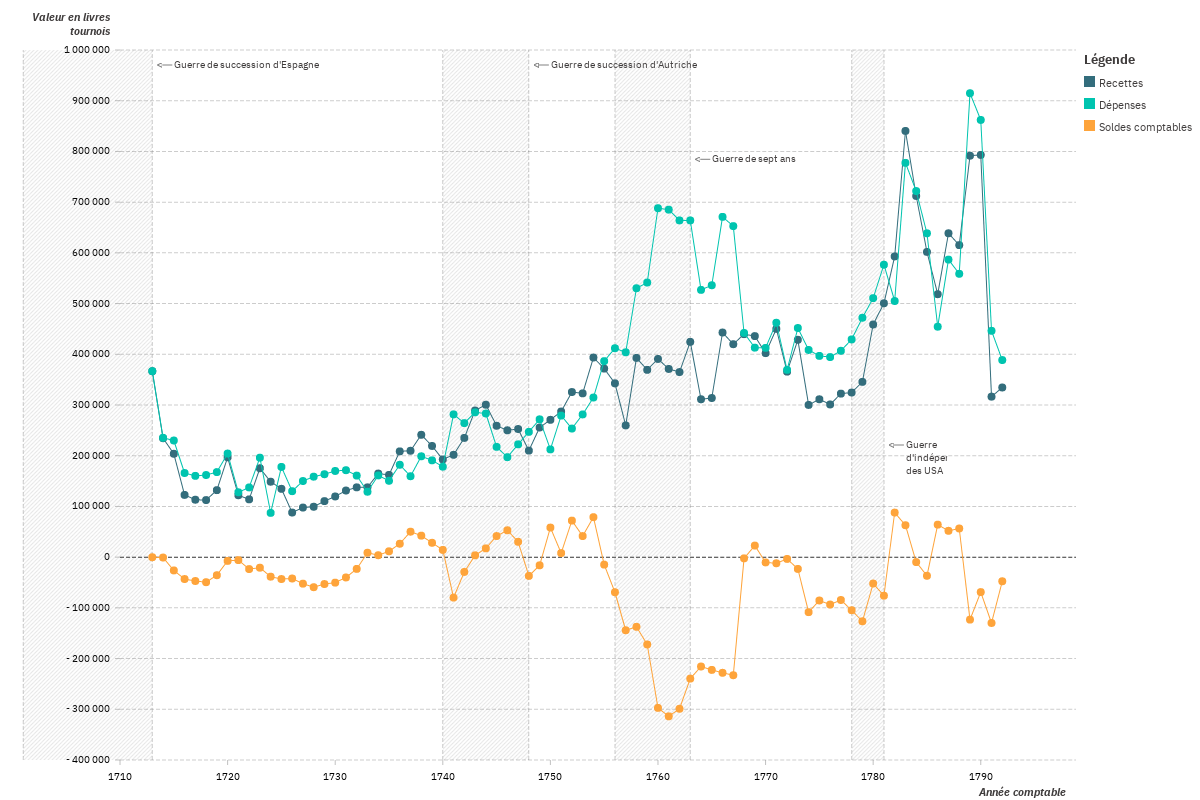 Valeur en livres
tournois
1 000 000
900 000
800 000
700 000
600 000
500 000
400 000
300 000
200 000
100 000
0
- 100 000
- 200 000
- 300 000
- 400 000
Guerre de succession d'Espagne
Guerre de succession d'Autriche
Guerre de sept ans
Guerre
d'indépe
des USA
1710
1720
1730
1740
1750
1760
1770
1780
1790
Année comptable
Légende
Recettes
Dépenses
Soldes comptables